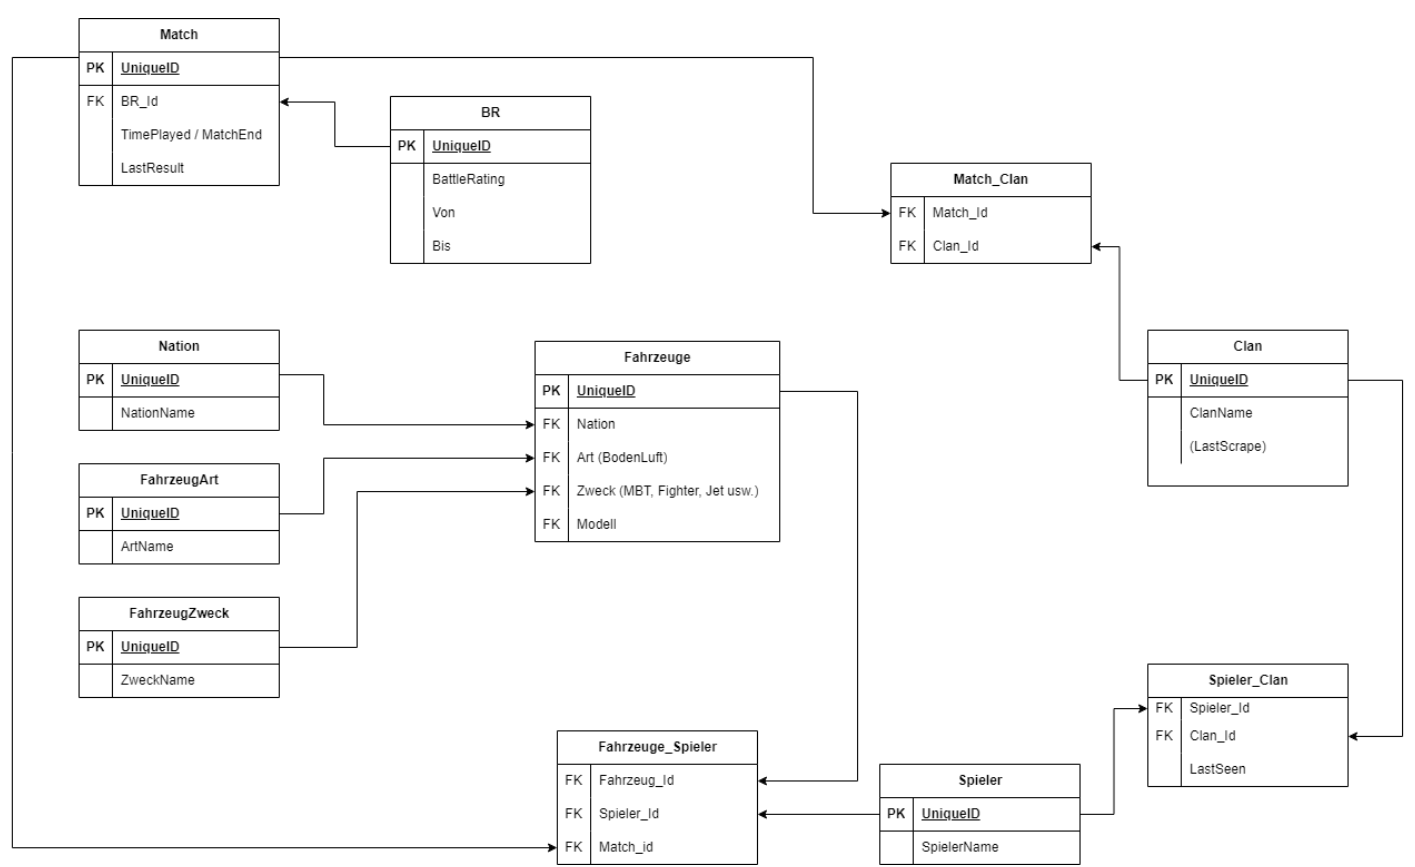 Match
PK UniqueID
FK BR_Id
TimePlayed / MatchEnd
LastResult
BR
PK UniqueID
BattleRating
Von
Bis
Match_Clan
FK Match_Id
FK Clan_Id
Nation
PK UniqueID
NationName
Fahrzeuge
PK UniqueID
FK Nation
FK Art (BodenLuft)
FK Zweck (MBT, Fighter, Jet usw.)
FK Modell
Clan
PK UniqueID
ClanName
(LastScrape)
FahrzeugArt
PK UniqueID
ArtName
FahrzeugZweck
PK UniqueID
ZweckName
Fahrzeuge_Spieler
FK Fahrzeug_Id
FK Spieler_Id
FK Match_id
Spieler
PK UniqueID
SpielerName
Spieler_Clan
FK Spieler_Id
FK Clan_Id
LastSeen